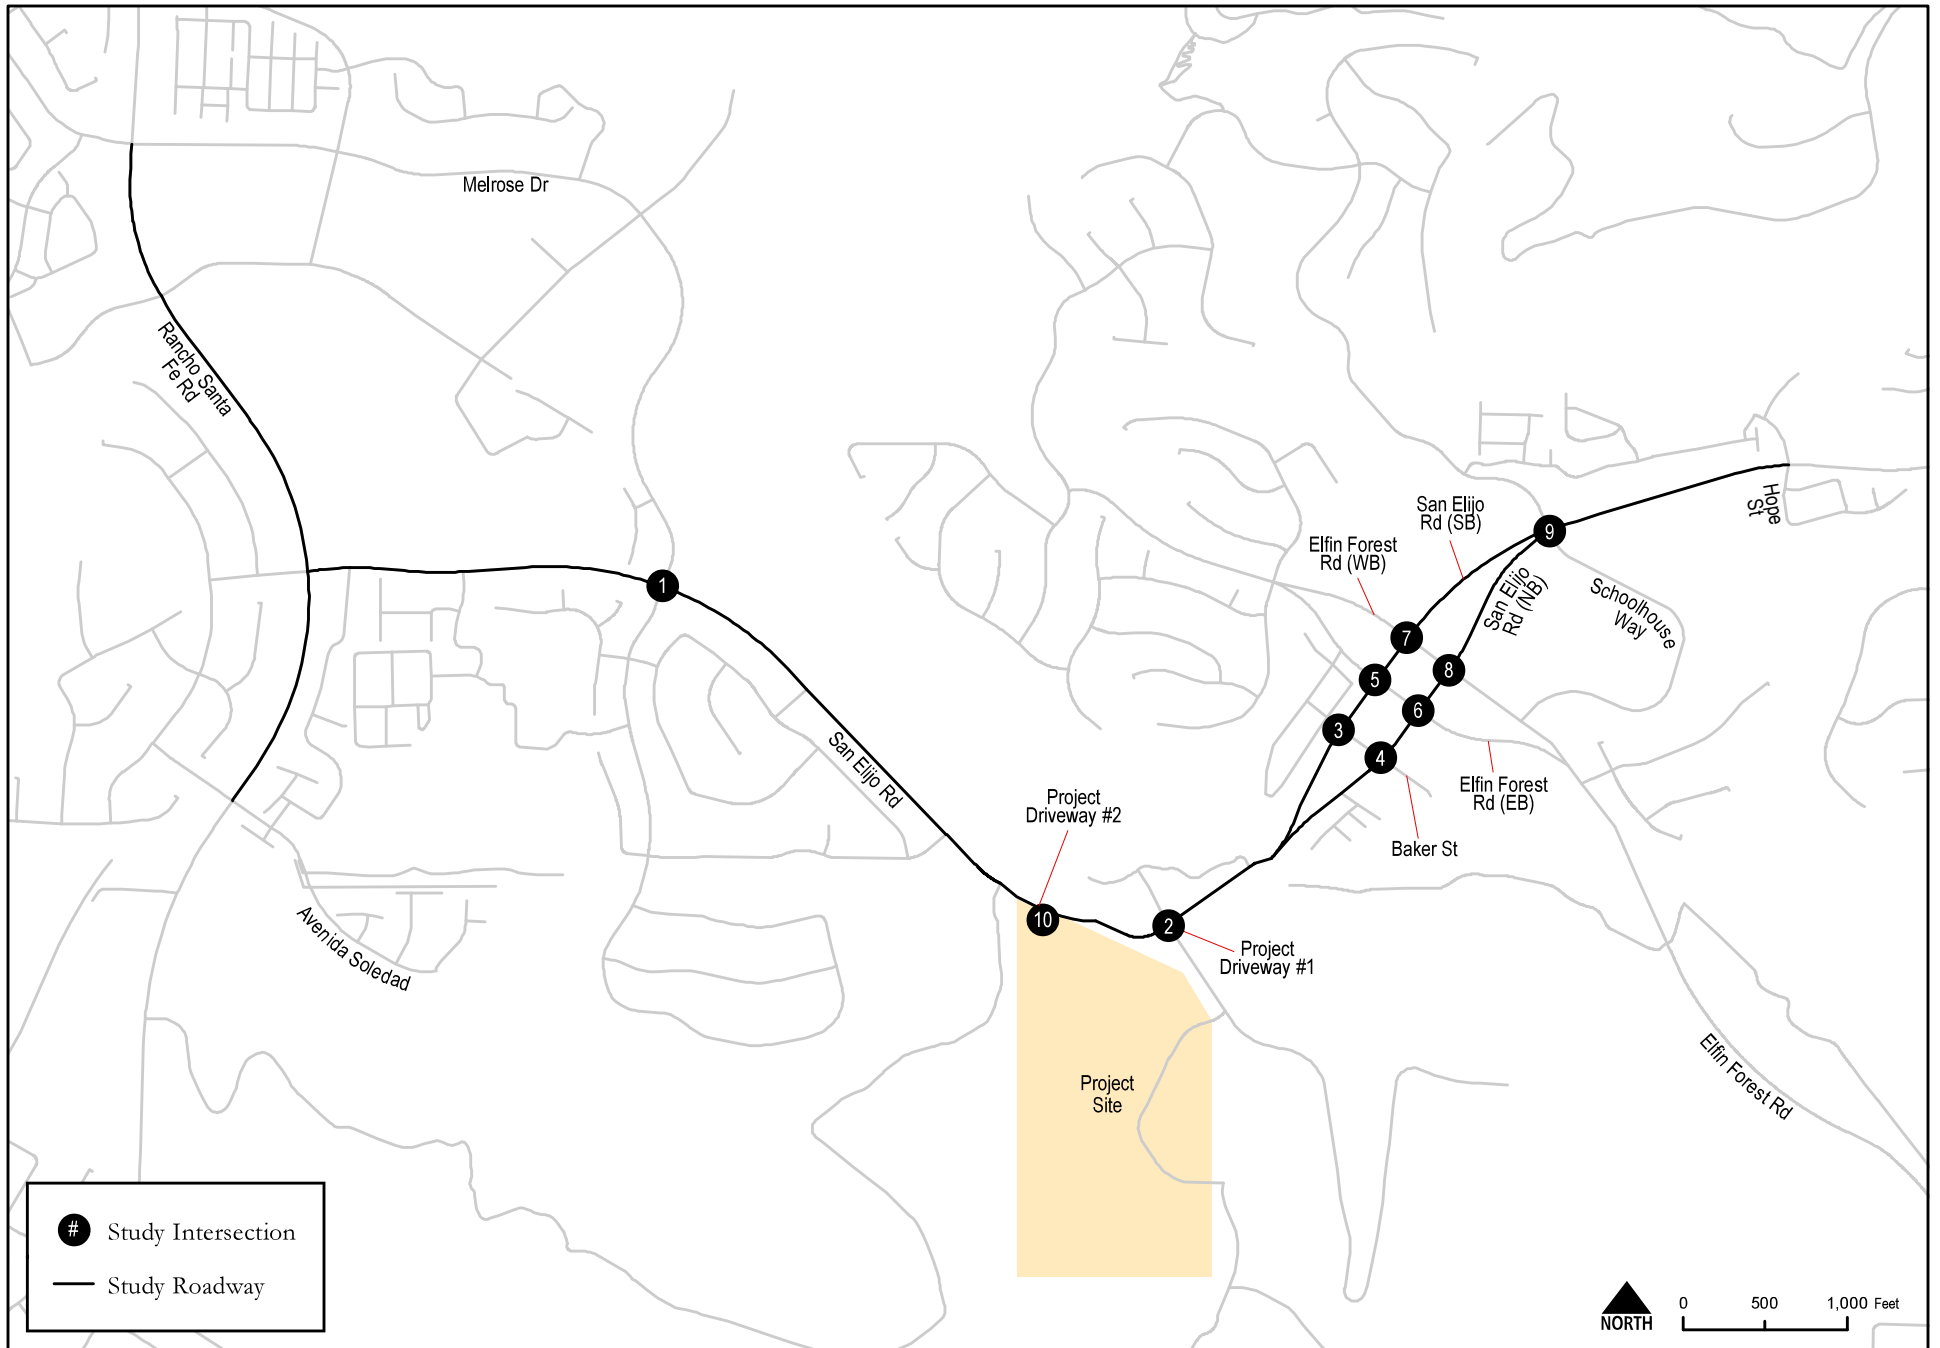 Melrose Dr
Rancho Santa
Fe Rd
San Elijo
Rd (SB)
Hope
St
Elfin Forest
Rd (WB)
9
1
San Elijo
Rd (NB)
Schoolhouse
Way
7
8
5
6
3
4
San Elijo Rd
Elfin Forest
Rd (EB)
Project
Driveway #2
Baker St
10
2
Project
Driveway #1
Avenida Soledad
Elfin Forest Rd
Project
Site
# Study Intersection
Study Roadway
NORTH
0 500 1,000 Feet